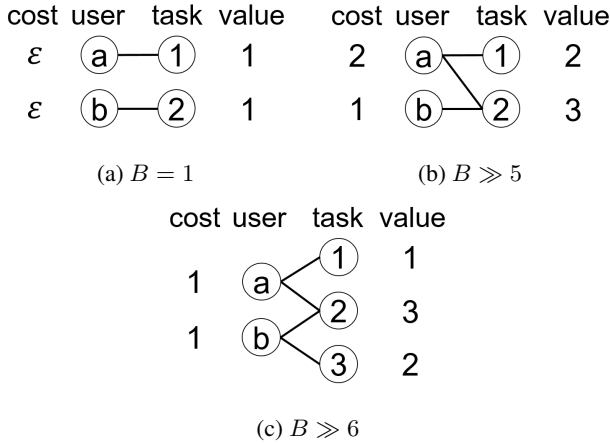 cost user task value
ε a 1 1
ε b 2 1
(a) B = 1
cost user task value
2 a 1 2
1 b 2 3
(b) B ≫ 5
cost user task value
1 1
1 a
2 3
1 b
3 2
(c) B ≫ 6